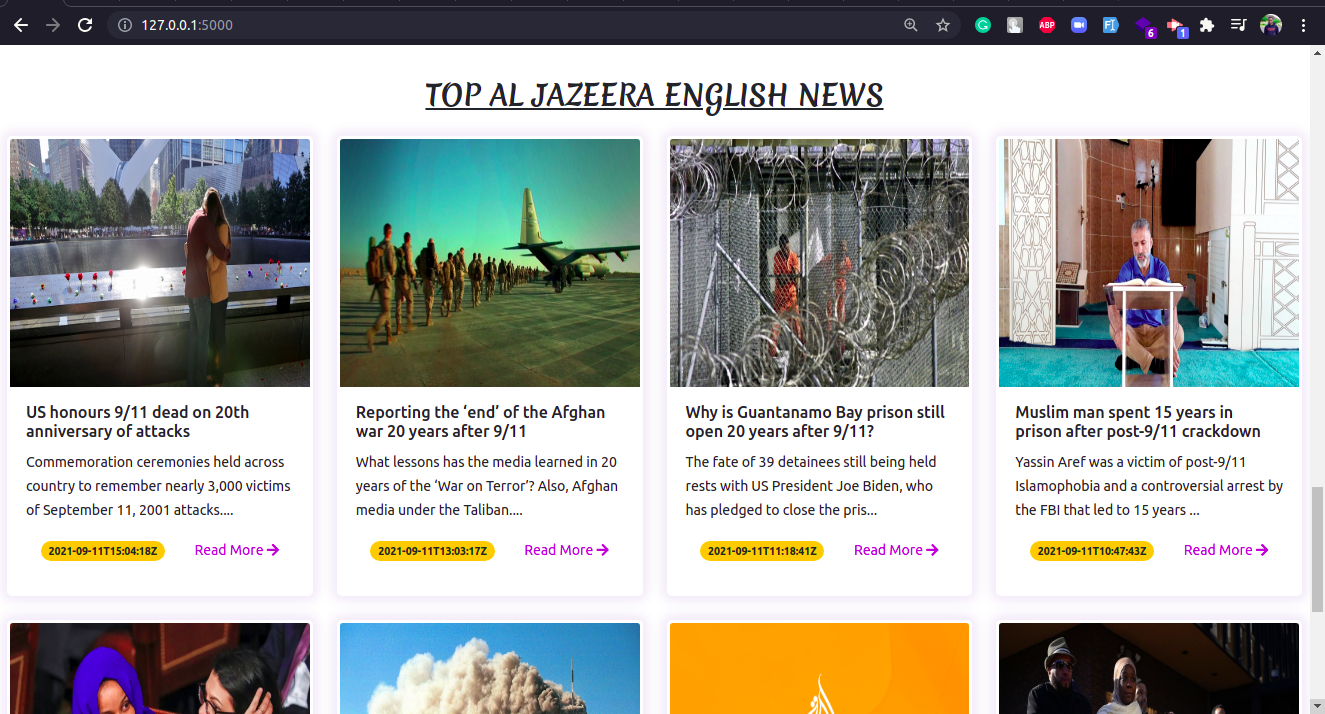 127.0.0.1:5000
ABP
6
1
TOP AL JAZEERA ENGLISH NEWS
US honours 9/11 dead on 20th
anniversary of attacks
Commemoration ceremonies held across
country to remember nearly 3,000 victims
of September 11, 2001 attacks....
2021-09-11T15:04:18Z
Read More
Reporting the ‘end’ of the Afghan
war 20 years after 9/11
What lessons has the media learned in 20
years of the ‘War on Terror’? Also, Afghan
media under the Taliban....
2021-09-11T13:03:17Z
Read More
Why is Guantanamo Bay prison still
open 20 years after 9/11?
The fate of 39 detainees still being held
rests with US President Joe Biden, who
has pledged to close the pris...
2021-09-11T11:18:41Z
Read More
Muslim man spent 15 years in
prison after post-9/11 crackdown
Yassin Aref was a victim of post-9/11
Islamophobia and a controversial arrest by
the FBI that led to 15 years ...
2021-09-11T10:47:43Z
Read More